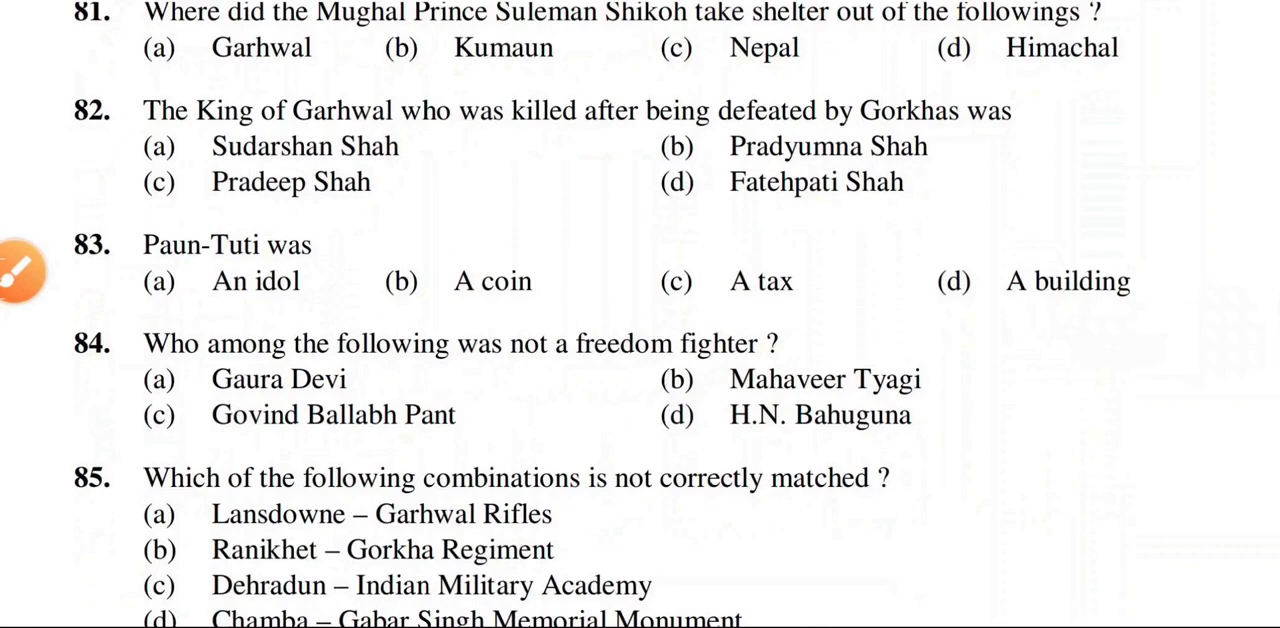 81. Where did the Mughal Prince Suleman Shikoh take shelter out of the followings ?
(a) Garhwal (b) Kumaun (c) Nepal (d) Himachal
82. The King of Garhwal who was killed after being defeated by Gorkhas was
(a) Sudarshan Shah (b) Pradyumna Shah
(c) Pradeep Shah (d) Fatehpati Shah
83. Paun-Tuti was
(a) An idol (b) A coin (c) A tax (d) A building
84. Who among the following was not a freedom fighter ?
(a) Gaura Devi (b) Mahaveer Tyagi
(c) Govind Ballabh Pant (d) H.N. Bahuguna
85. Which of the following combinations is not correctly matched ?
(a) Lansdowne – Garhwal Rifles
(b) Ranikhet – Gorkha Regiment
(c) Dehradun – Indian Military Academy
(d) Chamba – Gabar Singh Memorial Monument